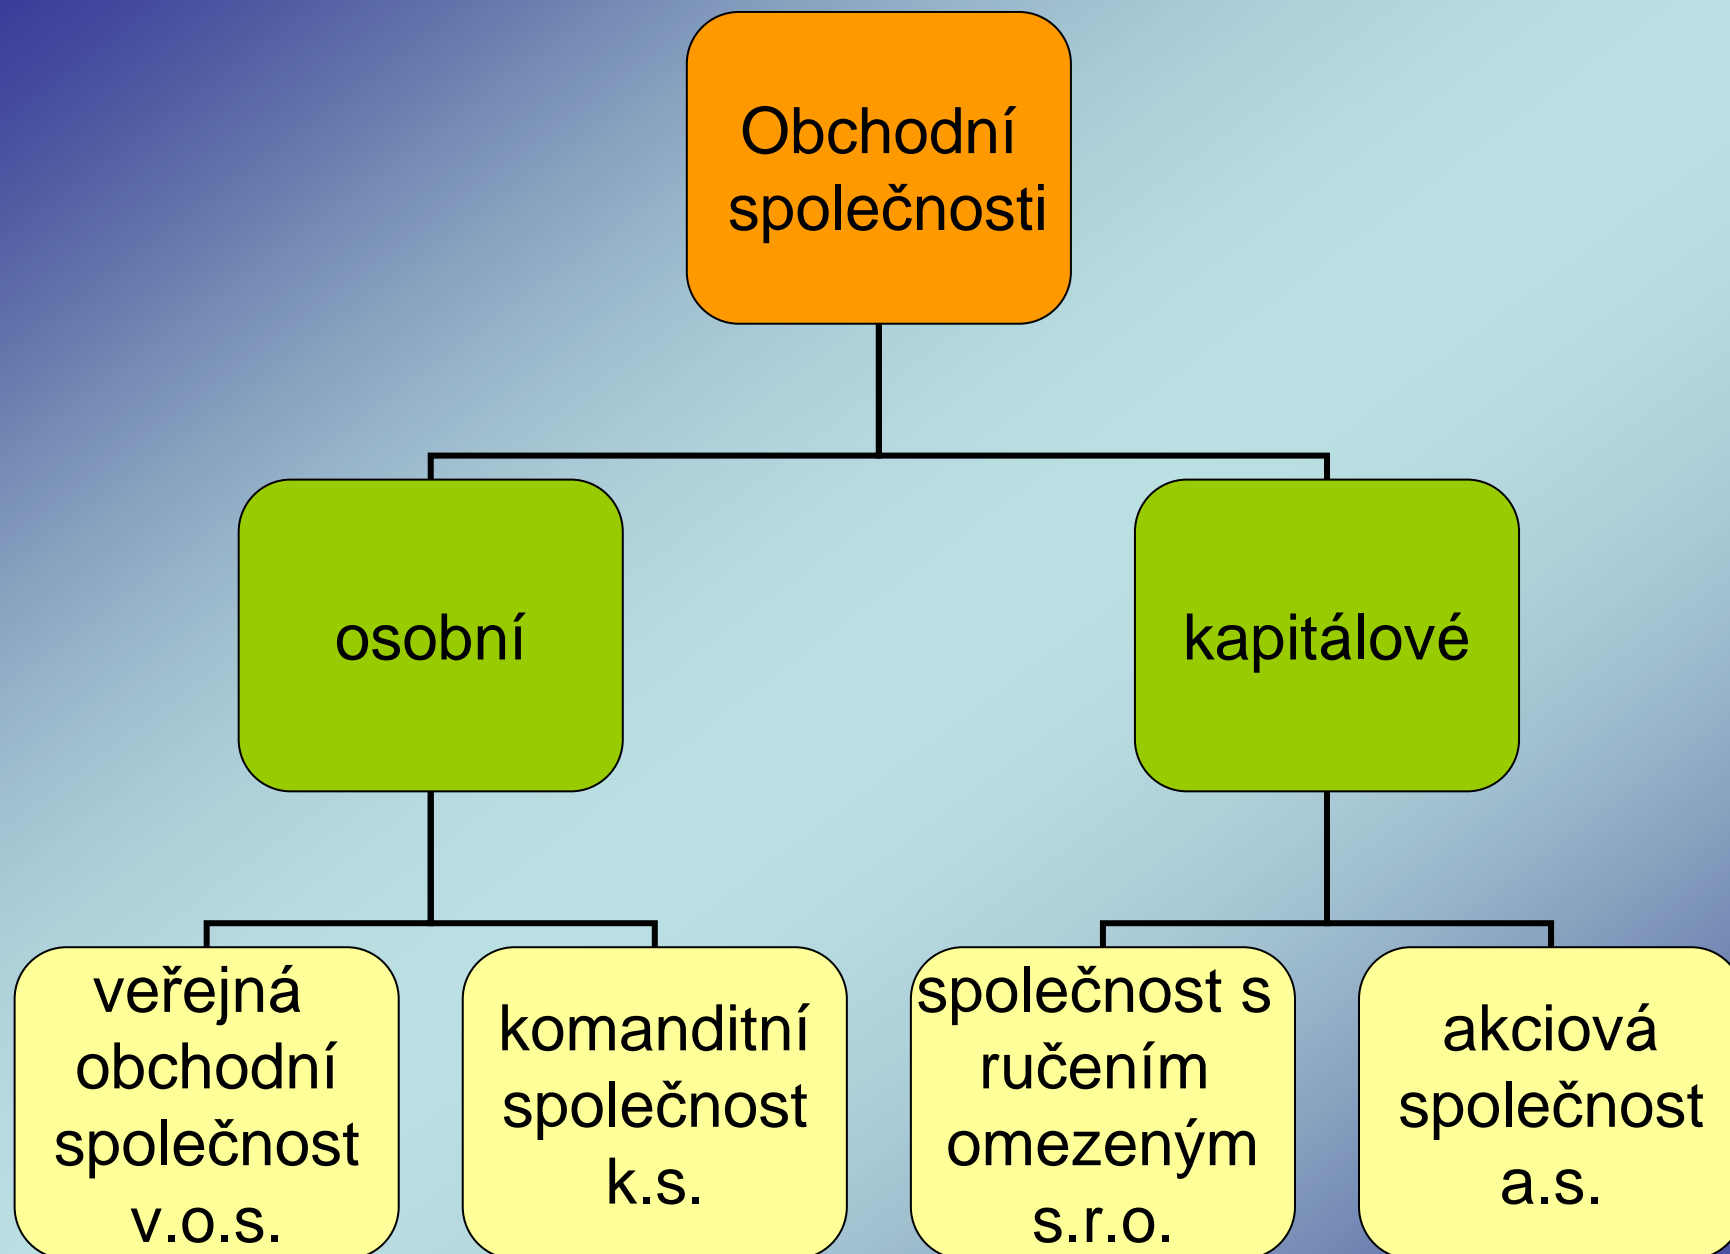 Obchodní
společnosti
osobní
kapitálové
veřejná
obchodní
společnost
v.o.s.
komanditní
společnost
k.s.
společnost s
ručením
omezeným
s.r.o.
akciová
společnost
a.s.